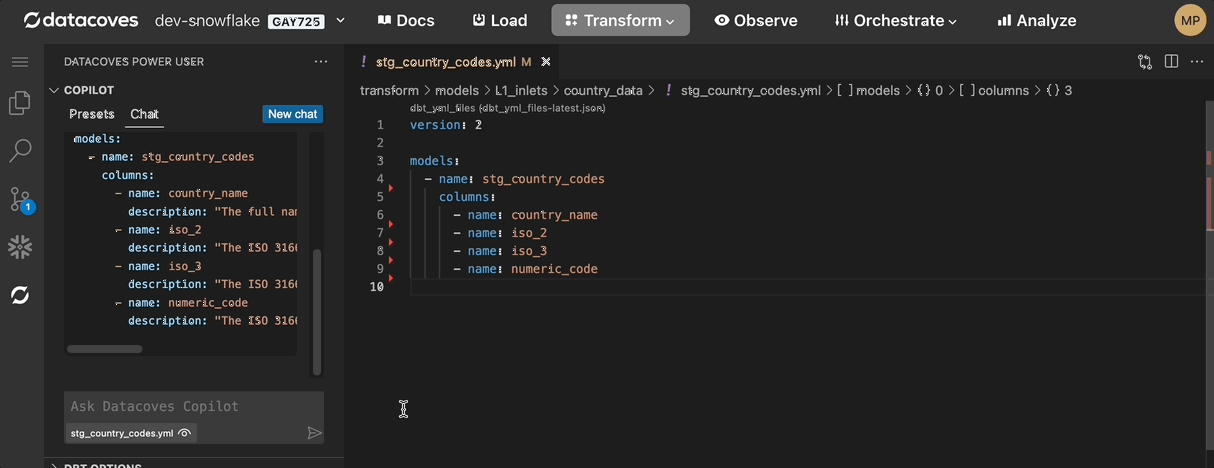 datacoves dev-snowflake GAY725 Docs Load Transform Observe Orchestrate Analyze MP
DATACOVES POWER USER
COPILOT
Presets Chat New chat
models:
- name: stg_country_codes
columns:
- name: country_name
description: "The full nam
- name: iso_2
description: "The ISO 3166
- name: iso_3
description: "The ISO 3166
- name: numeric_code
description: "The ISO 3166
Ask Datacoves Copilot
stg_country_codes.yml
DBT OPTIONS
1
! stg_country_codes.yml M
transform > models > L1_inlets > country_data > ! stg_country_codes.yml > [ ] models > {} 0 > [ ] columns > {} 3
dbt_yml_files (dbt_yml_files-latest.json)
1 version: 2
2
3 models:
4 - name: stg_country_codes
5 columns:
6 - name: country_name
7 - name: iso_2
8 - name: iso_3
9 - name: numeric_code
10